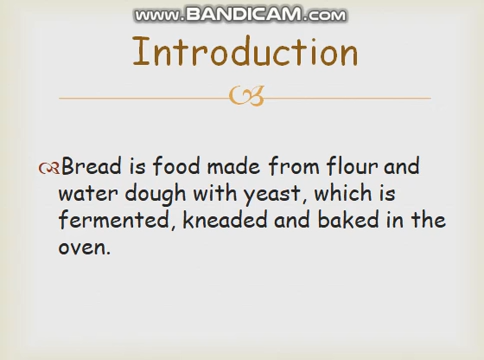 www.BANDICAM.com
Introduction
Bread is food made from flour and
water dough with yeast, which is
fermented, kneaded and baked in the
oven.